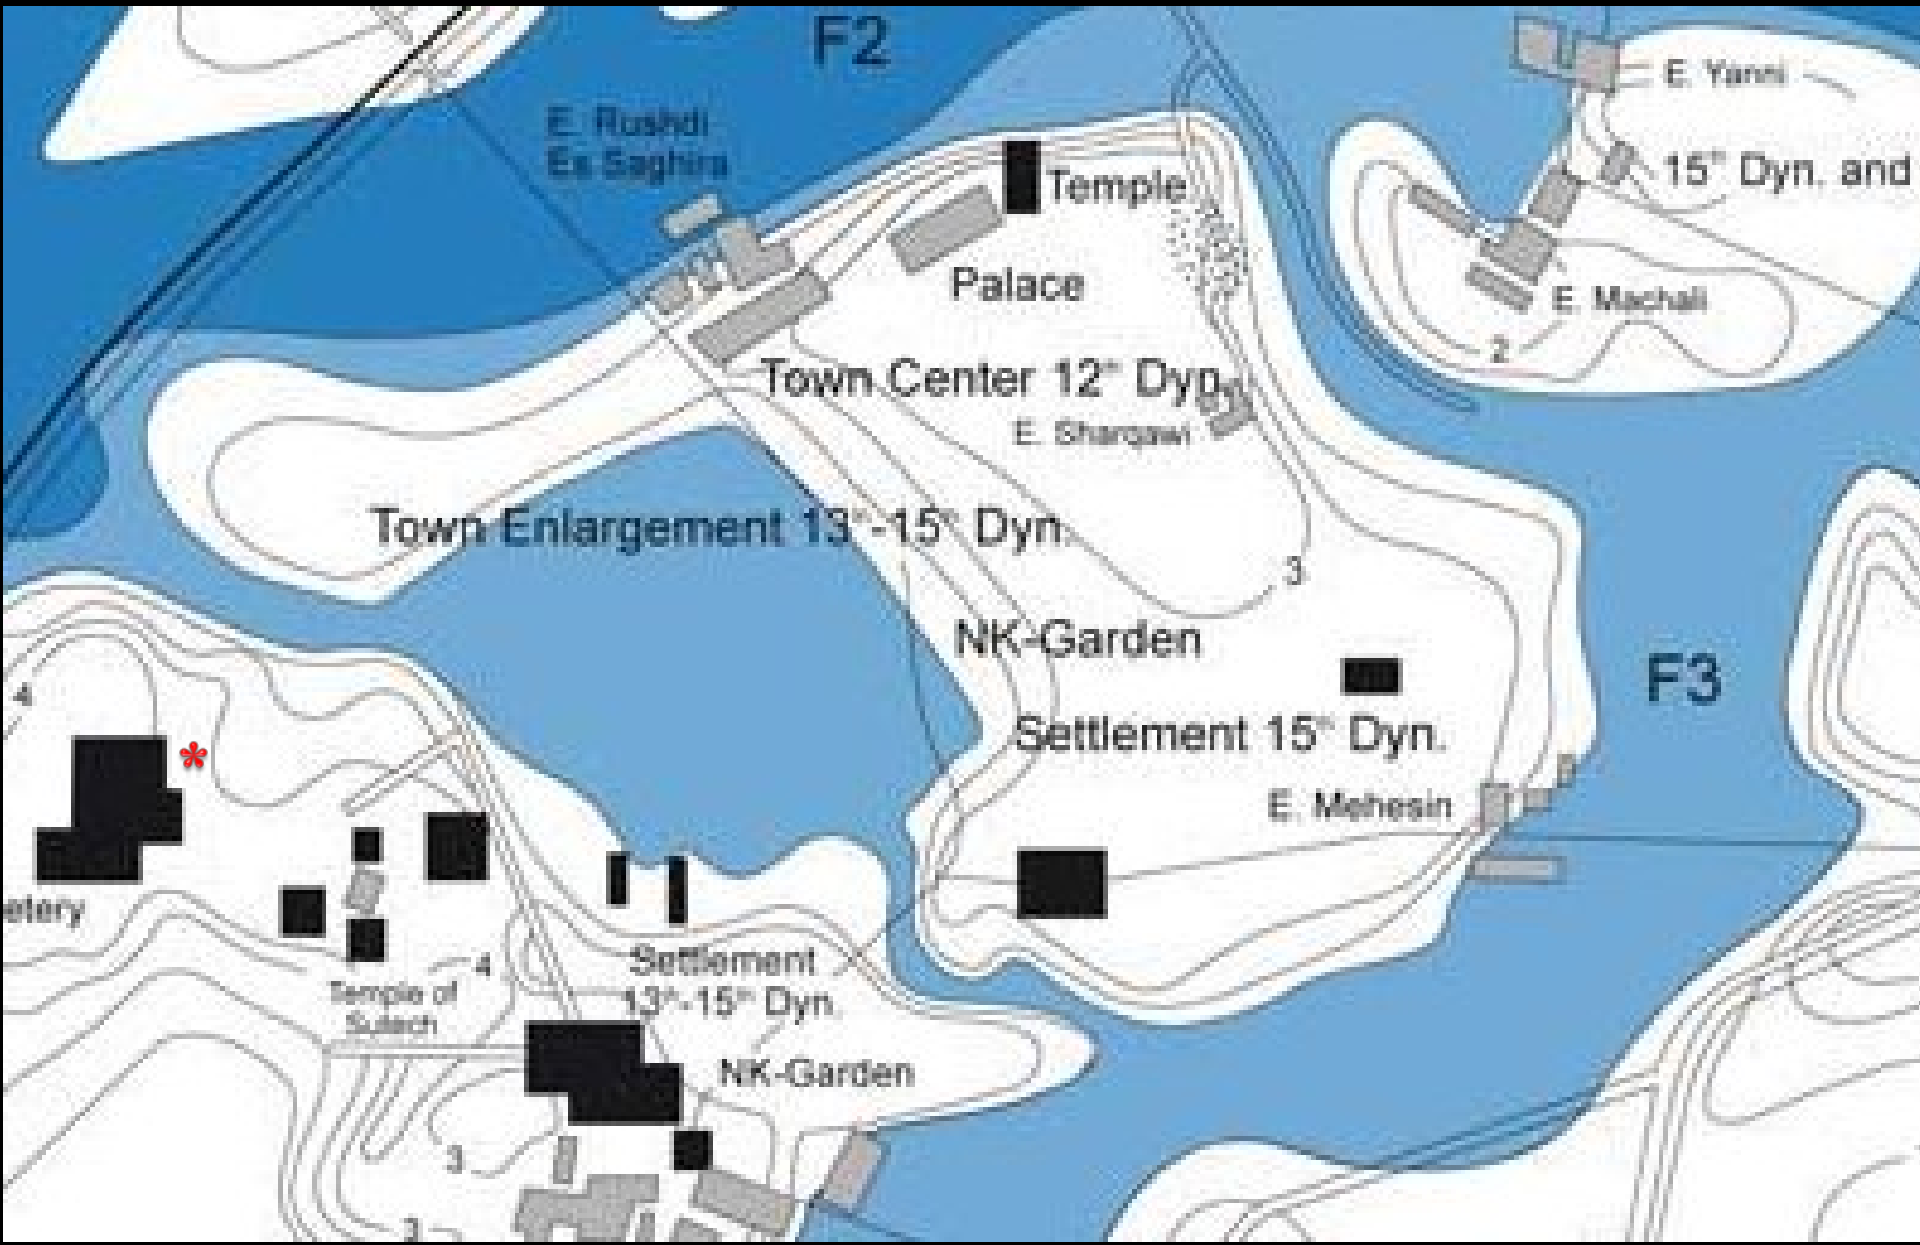 F2
E. Yanni
E. Rushdi
Es Saghira
15th Dyn. and
Temple
Palace
E. Machali
2
Town Center 12th Dyn.
E. Sharqawi
Town Enlargement 13th-15th Dyn.
3
NK-Garden
F3
4
Settlement 15th Dyn.
*
E. Mehesin
etery
Settlement
13th-15th Dyn.
4
Temple of
Sutech
NK-Garden
3
3